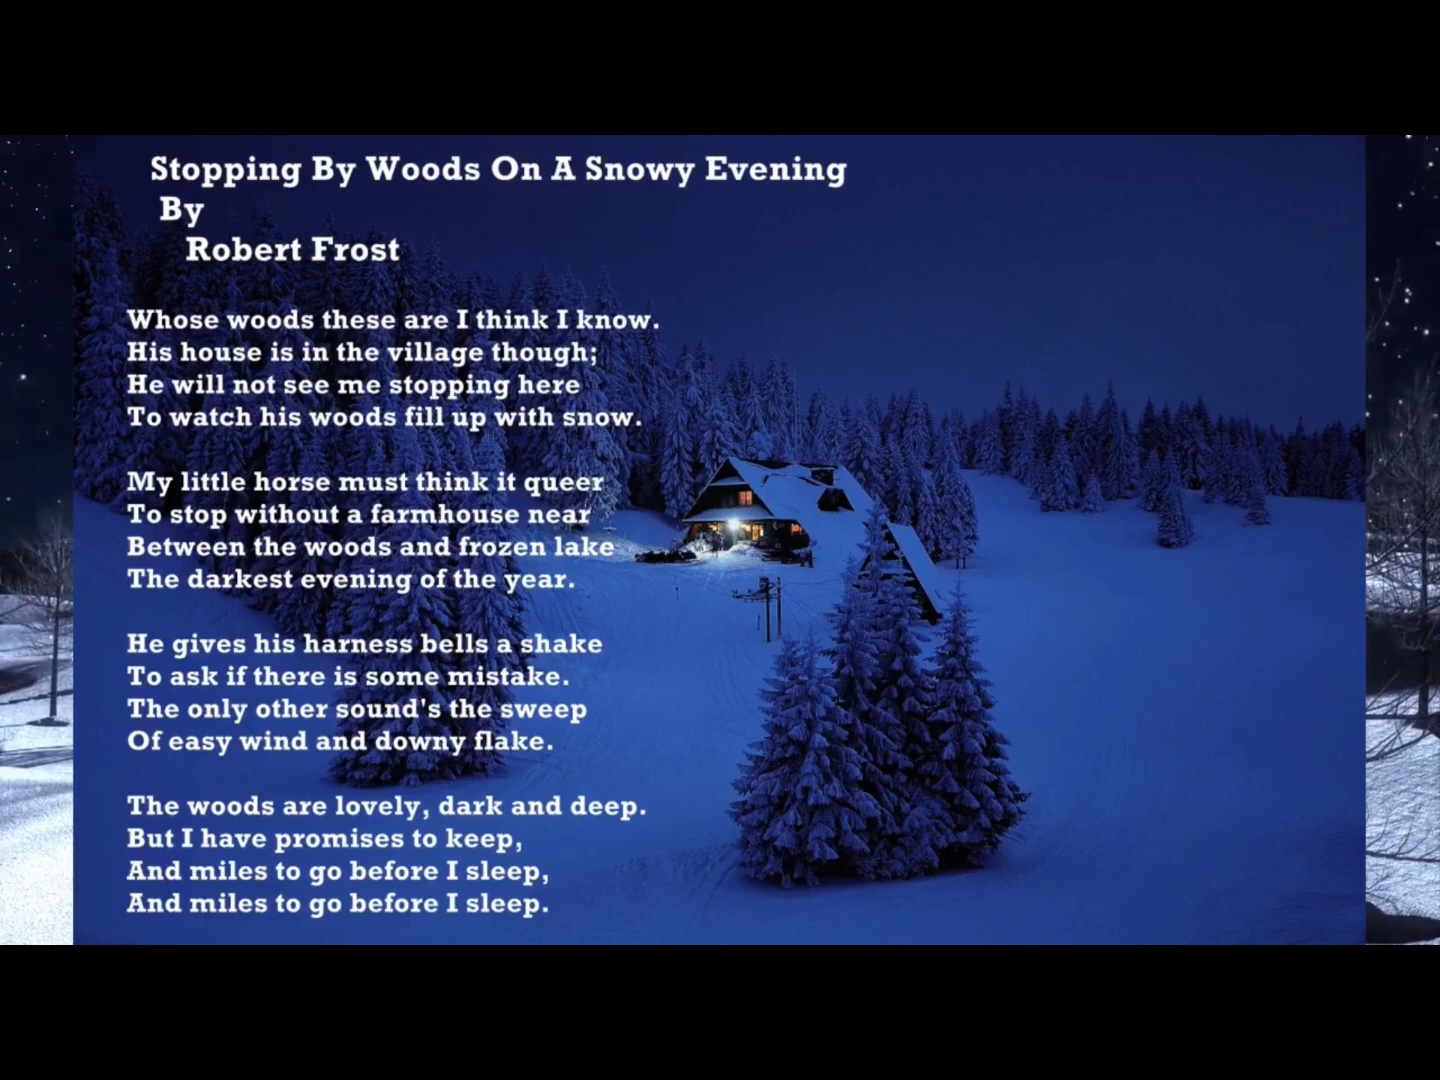 Stopping By Woods On A Snowy Evening
By
Robert Frost
Whose woods these are I think I know.
His house is in the village though;
He will not see me stopping here
To watch his woods fill up with snow.
My little horse must think it queer
To stop without a farmhouse near
Between the woods and frozen lake
The darkest evening of the year.
He gives his harness bells a shake
To ask if there is some mistake.
The only other sound's the sweep
Of easy wind and downy flake.
The woods are lovely, dark and deep.
But I have promises to keep,
And miles to go before I sleep,
And miles to go before I sleep.